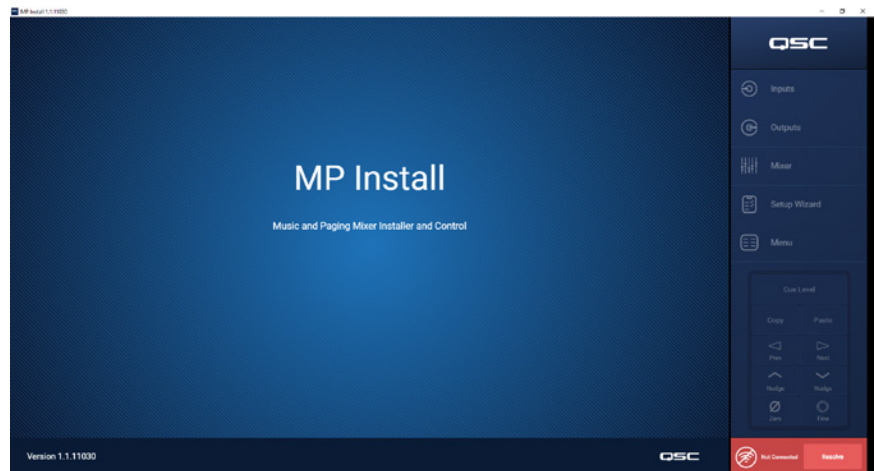 MP Install 1.1.11030
QSC
Inputs
Outputs
Mixer
Setup Wizard
Menu
MP Install
Music and Paging Mixer Installer and Control
Cue Level
Copy Paste
Prev Next
Nudge Nudge
Zero Fine
Version 1.1.11030
QSC
Not Connected
Resolve